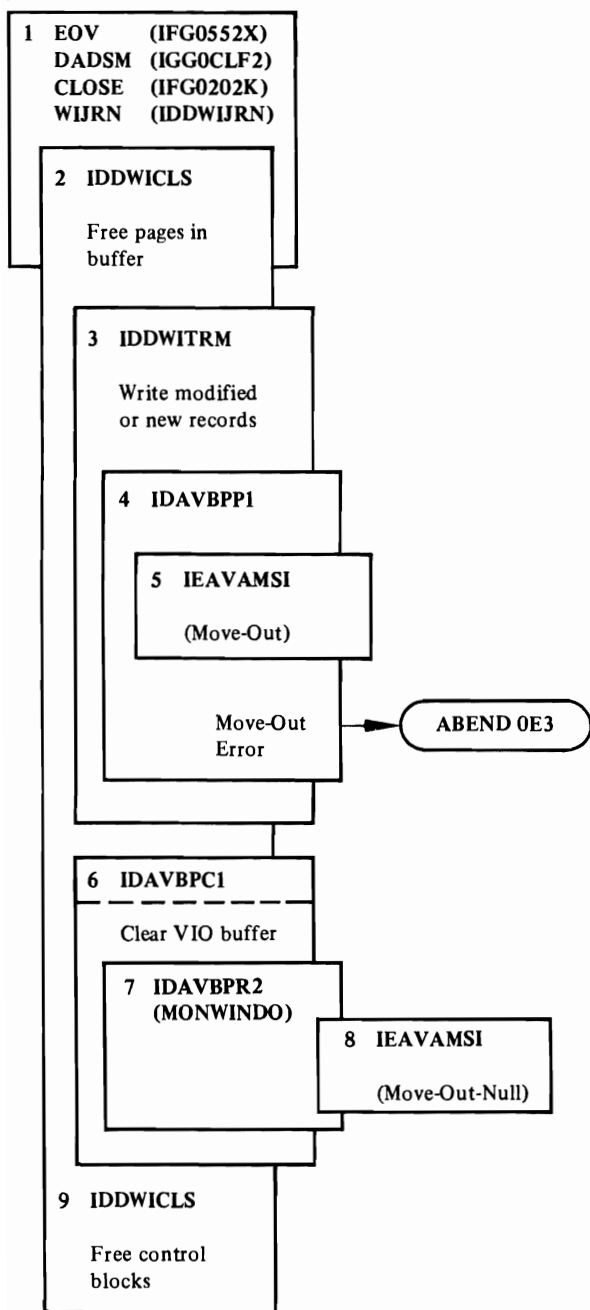 1 EOV (IFG0552X)
DADSM (IGG0CLF2)
CLOSE (IFG0202K)
WIJRN (IDDWIJRN)
2 IDDWICLS
Free pages in
buffer
3 IDDWITRM
Write modified
or new records
4 IDAVBPP1
5 IEAVAMSI
(Move-Out)
Move-Out
Error
ABEND 0E3
6 IDAVBPC1
Clear VIO buffer
7 IDAVBPR2
(MONWINDO)
8 IEAVAMSI
(Move-Out-Null)
9 IDDWICLS
Free control
blocks